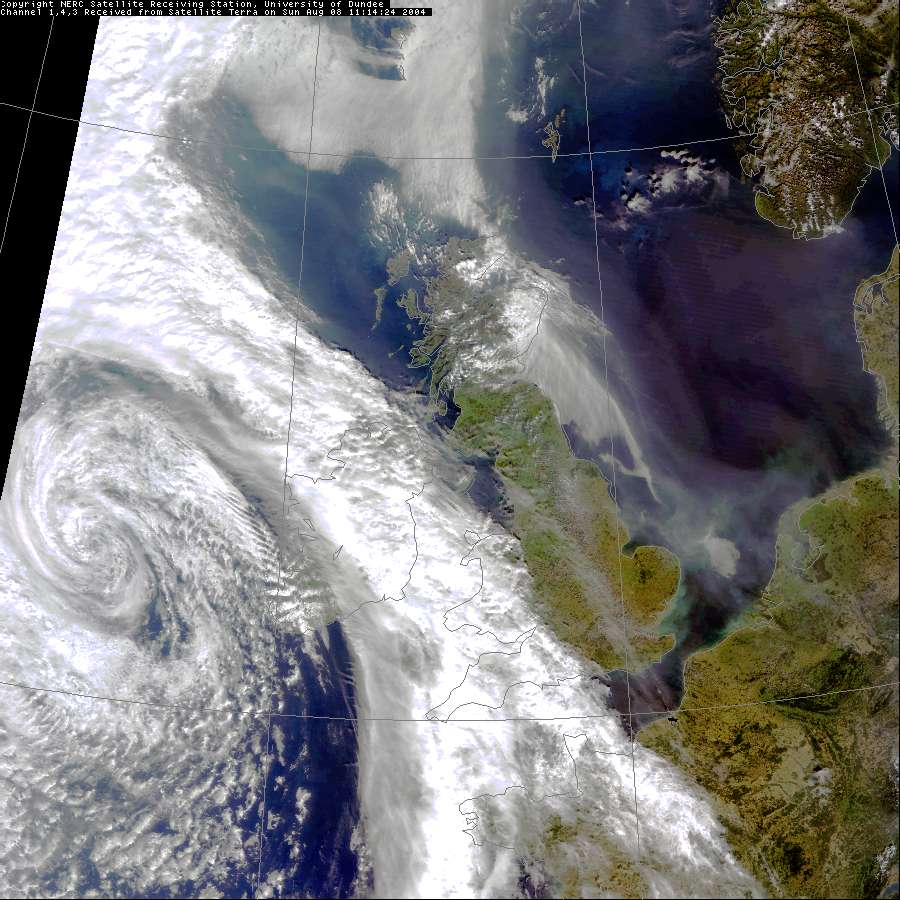 Copyright NERC Satellite Receiving Station, University of Dundee
Channel 1,4,3 Received from Satellite Terra on Sun Aug 08 11:14:24 2004